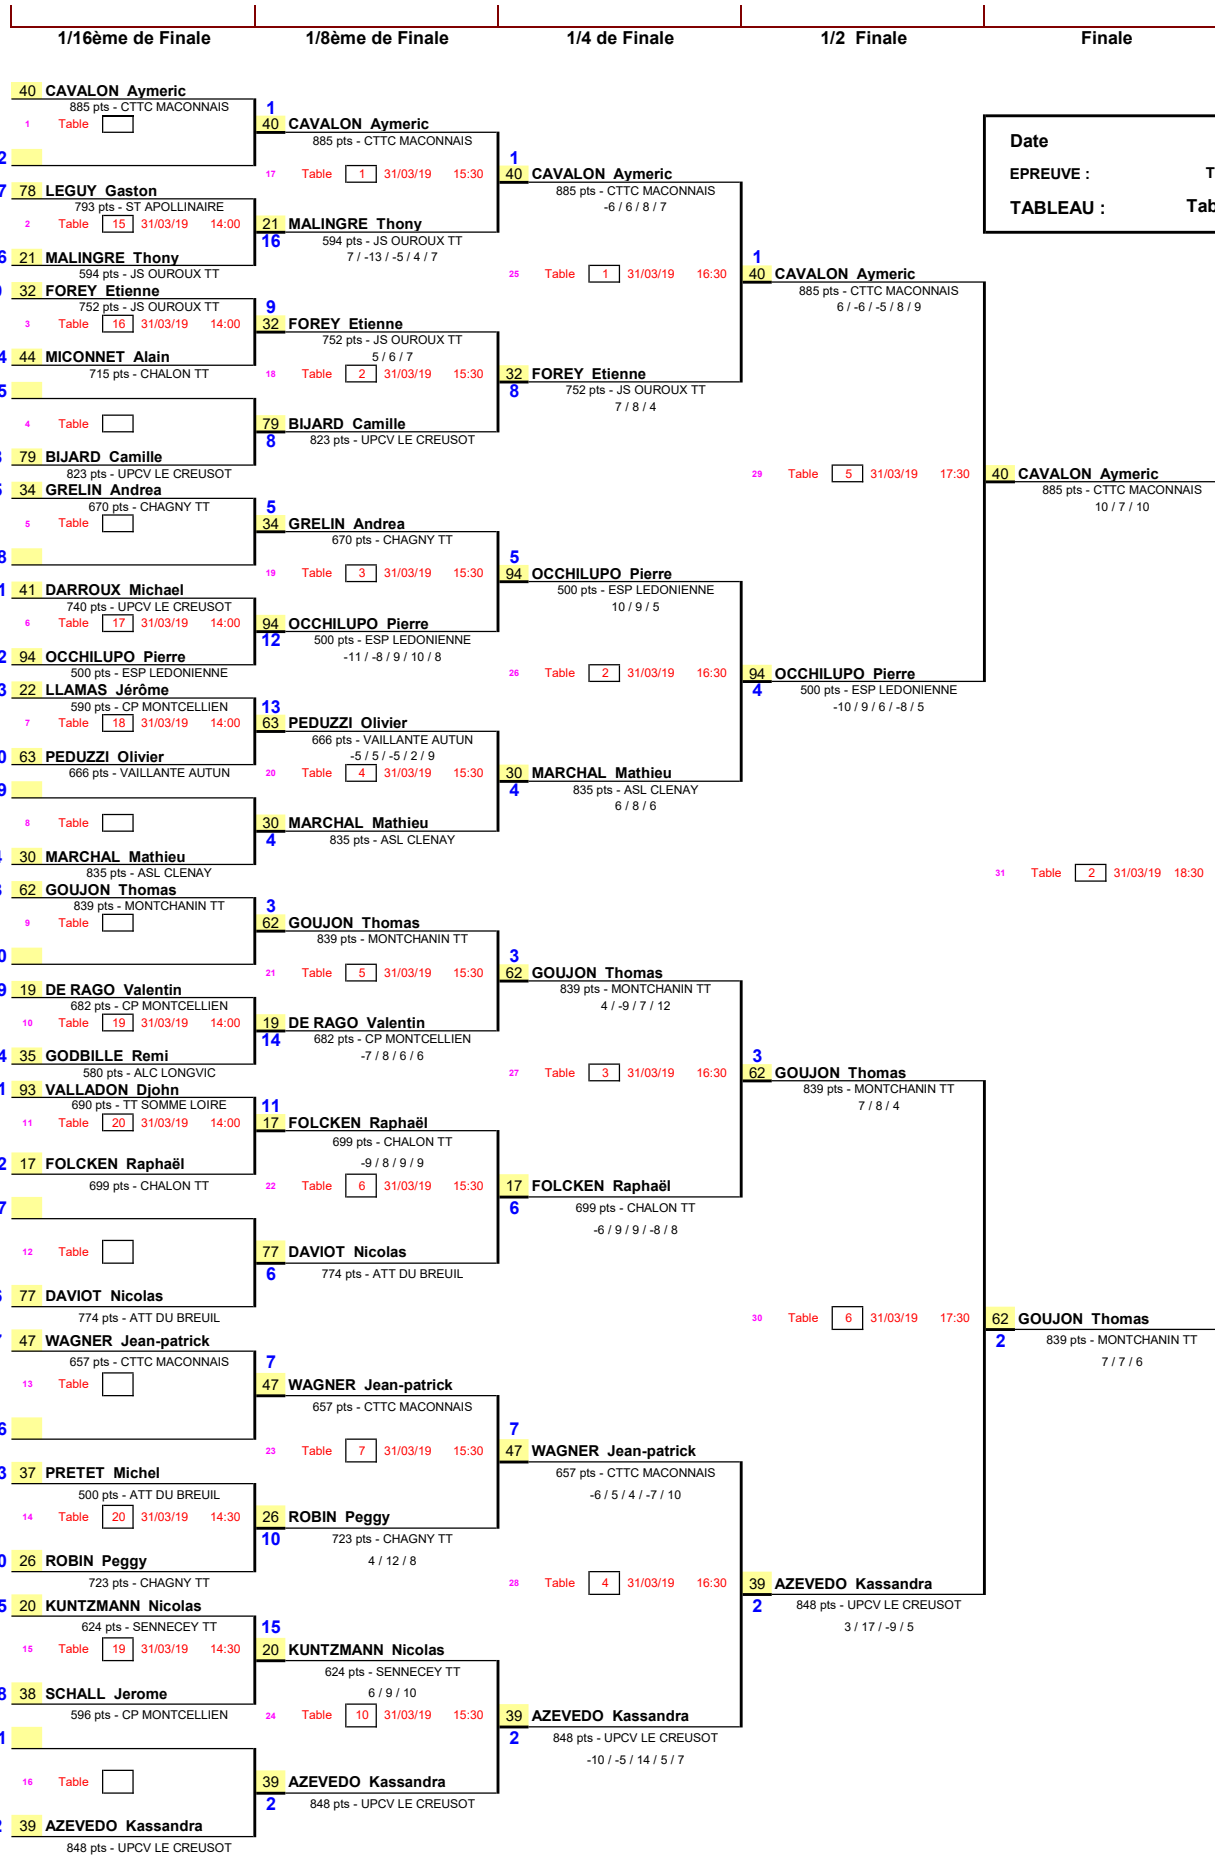 1/16ème de Finale
1/8ème de Finale
1/4 de Finale
1/2 Finale
Finale
Date
EPREUVE : T
TABLEAU : Tab
40 CAVALON Aymeric
885 pts - CTTC MACONNAIS
1 Table
2
7 78 LEGUY Gaston
793 pts - ST APOLLINAIRE
2 Table 15 31/03/19 14:00
6 21 MALINGRE Thony
594 pts - JS OUROUX TT
32 FOREY Etienne
752 pts - JS OUROUX TT
3 Table 16 31/03/19 14:00
4 44 MICONNET Alain
715 pts - CHALON TT
5
4 Table
79 BIJARD Camille
823 pts - UPCV LE CREUSOT
34 GRELIN Andrea
670 pts - CHAGNY TT
5 Table
8
1 41 DARROUX Michael
740 pts - UPCV LE CREUSOT
6 Table 17 31/03/19 14:00
2 94 OCCHILUPO Pierre
500 pts - ESP LEDONIENNE
3 22 LLAMAS Jérôme
590 pts - CP MONTCELLIEN
7 Table 18 31/03/19 14:00
0 63 PEDUZZI Olivier
666 pts - VAILLANTE AUTUN
9
8 Table
30 MARCHAL Mathieu
835 pts - ASL CLENAY
62 GOUJON Thomas
839 pts - MONTCHANIN TT
9 Table
0
9 19 DE RAGO Valentin
682 pts - CP MONTCELLIEN
10 Table 19 31/03/19 14:00
4 35 GODBILLE Remi
580 pts - ALC LONGVIC
1 93 VALLADON Djohn
690 pts - TT SOMME LOIRE
11 Table 20 31/03/19 14:00
2 17 FOLCKEN Raphaël
699 pts - CHALON TT
7
12 Table
77 DAVIOT Nicolas
774 pts - ATT DU BREUIL
47 WAGNER Jean-patrick
657 pts - CTTC MACONNAIS
13 Table
6
3 37 PRETET Michel
500 pts - ATT DU BREUIL
14 Table 20 31/03/19 14:30
0 26 ROBIN Peggy
723 pts - CHAGNY TT
5 20 KUNTZMANN Nicolas
624 pts - SENNECEY TT
15 Table 19 31/03/19 14:30
8 38 SCHALL Jerome
596 pts - CP MONTCELLIEN
1
16 Table
39 AZEVEDO Kassandra
848 pts - UPCV LE CREUSOT
1
40 CAVALON Aymeric
885 pts - CTTC MACONNAIS
17 Table 1 31/03/19 15:30
21 MALINGRE Thony
16 594 pts - JS OUROUX TT
7 / -13 / -5 / 4 / 7
9
32 FOREY Etienne
752 pts - JS OUROUX TT
5 / 6 / 7
18 Table 2 31/03/19 15:30
79 BIJARD Camille
8 823 pts - UPCV LE CREUSOT
5
34 GRELIN Andrea
670 pts - CHAGNY TT
19 Table 3 31/03/19 15:30
94 OCCHILUPO Pierre
12 500 pts - ESP LEDONIENNE
-11 / -8 / 9 / 10 / 8
13
63 PEDUZZI Olivier
666 pts - VAILLANTE AUTUN
-5 / 5 / -5 / 2 / 9
20 Table 4 31/03/19 15:30
30 MARCHAL Mathieu
4 835 pts - ASL CLENAY
3
62 GOUJON Thomas
839 pts - MONTCHANIN TT
21 Table 5 31/03/19 15:30
19 DE RAGO Valentin
14 682 pts - CP MONTCELLIEN
-7 / 8 / 6 / 6
11
17 FOLCKEN Raphaël
699 pts - CHALON TT
-9 / 8 / 9 / 9
22 Table 6 31/03/19 15:30
77 DAVIOT Nicolas
6 774 pts - ATT DU BREUIL
7
47 WAGNER Jean-patrick
657 pts - CTTC MACONNAIS
23 Table 7 31/03/19 15:30
26 ROBIN Peggy
10 723 pts - CHAGNY TT
4 / 12 / 8
15
20 KUNTZMANN Nicolas
624 pts - SENNECEY TT
6 / 9 / 10
24 Table 10 31/03/19 15:30
39 AZEVEDO Kassandra
2 848 pts - UPCV LE CREUSOT
1
40 CAVALON Aymeric
885 pts - CTTC MACONNAIS
-6 / 6 / 8 / 7
25 Table 1 31/03/19 16:30
32 FOREY Etienne
8 752 pts - JS OUROUX TT
7 / 8 / 4
5
94 OCCHILUPO Pierre
500 pts - ESP LEDONIENNE
10 / 9 / 5
26 Table 2 31/03/19 16:30
30 MARCHAL Mathieu
4 835 pts - ASL CLENAY
6 / 8 / 6
3
62 GOUJON Thomas
839 pts - MONTCHANIN TT
4 / -9 / 7 / 12
27 Table 3 31/03/19 16:30
17 FOLCKEN Raphaël
6 699 pts - CHALON TT
-6 / 9 / 9 / -8 / 8
7
47 WAGNER Jean-patrick
657 pts - CTTC MACONNAIS
-6 / 5 / 4 / -7 / 10
28 Table 4 31/03/19 16:30
39 AZEVEDO Kassandra
2 848 pts - UPCV LE CREUSOT
-10 / -5 / 14 / 5 / 7
1
40 CAVALON Aymeric
885 pts - CTTC MACONNAIS
6 / -6 / -5 / 8 / 9
29 Table 5 31/03/19 17:30
94 OCCHILUPO Pierre
4 500 pts - ESP LEDONIENNE
-10 / 9 / 6 / -8 / 5
3
62 GOUJON Thomas
839 pts - MONTCHANIN TT
7 / 8 / 4
30 Table 6 31/03/19 17:30
39 AZEVEDO Kassandra
2 848 pts - UPCV LE CREUSOT
3 / 17 / -9 / 5
40 CAVALON Aymeric
885 pts - CTTC MACONNAIS
10 / 7 / 10
31 Table 2 31/03/19 18:30
62 GOUJON Thomas
2 839 pts - MONTCHANIN TT
7 / 7 / 6